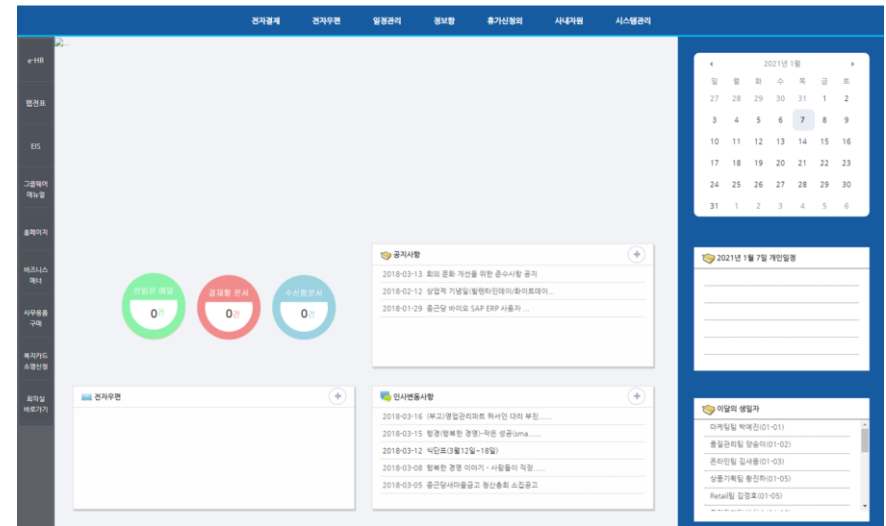 전자결재 전자우편 일정관리 정보함 휴가신청외 사내자원 시스템관리
e-HR
웹전표
EIS
그룹웨어
매뉴얼
홈페이지
비즈니스
매너
사무용품
구매
복지카드
소명신청
회의실
바로가기
안읽은 메일
0건
결재할 문서
0건
수신함문서
0건
공지사항
2018-03-13 회의 문화 개선을 위한 준수사항 공지
2018-02-12 상업적 기념일(발렌타인데이/화이트데이...
2018-01-29 종근당 바이오 SAP ERP 사용자 ...
전자우편
인사변동사항
2018-03-16 (부고)영업관리파트 허서인 대리 부친......
2018-03-15 행경(행복한 경영)-작은 성공(sma......
2018-03-12 식단표(3월12일~18일)
2018-03-08 행복한 경영 이야기 - 사람들이 직장......
2018-03-05 종근당새마을금고 청산총회 소집공고
2021년 1월
일 월 화 수 목 금 토
27 28 29 30 31 1 2
3 4 5 6 7 8 9
10 11 12 13 14 15 16
17 18 19 20 21 22 23
24 25 26 27 28 29 30
31 1 2 3 4 5 6
2021년 1월 7일 개인일정
이달의 생일자
마케팅팀 박예진(01-01)
품질관리팀 양승이(01-02)
온라인팀 김새롬(01-03)
상품기획팀 황진하(01-05)
Retail팀 김정호(01-05)